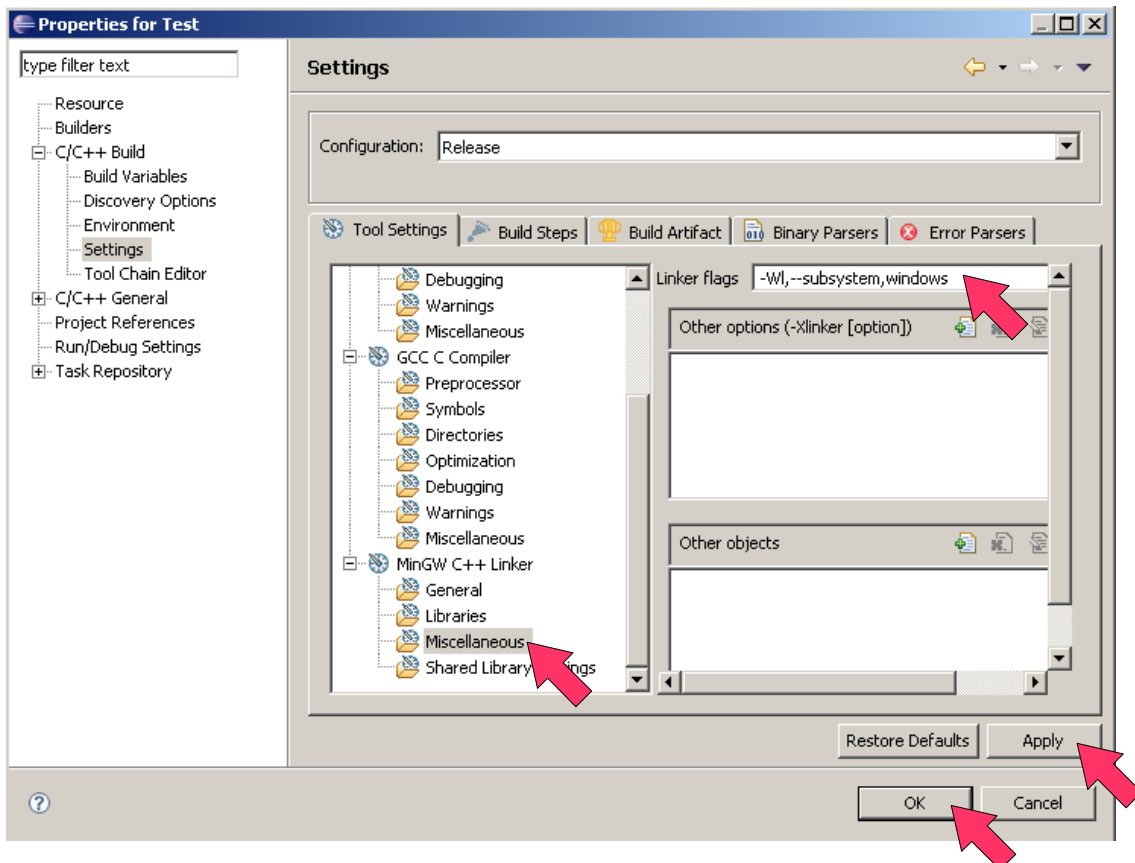 Properties for Test
type filter text
Resource
Builders
C/C++ Build
Build Variables
Discovery Options
Environment
Settings
Tool Chain Editor
C/C++ General
Project References
Run/Debug Settings
Task Repository
Settings
Configuration:
Release
Tool Settings
Build Steps
Build Artifact
010
Binary Parsers
Error Parsers
Debugging
Warnings
Miscellaneous
GCC C Compiler
Preprocessor
Symbols
Directories
Optimization
Debugging
Warnings
Miscellaneous
MinGW C++ Linker
General
Libraries
Miscellaneous
Shared Library ings
Linker flags
-Wl,--subsystem,windows
Other options (-Xlinker [option])
Other objects
Restore Defaults
Apply
?
OK
Cancel